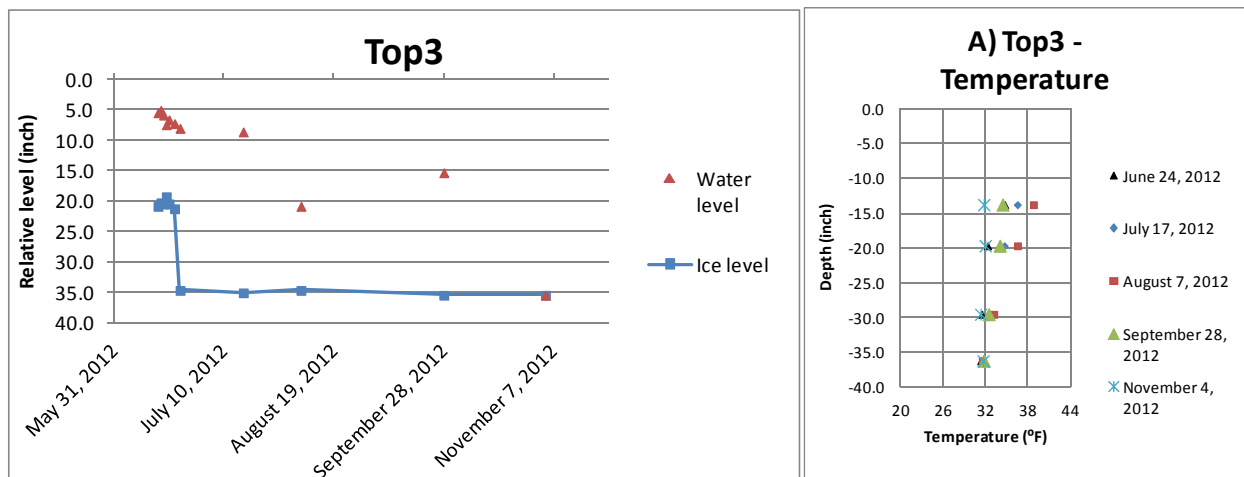 Top3
0.0
5.0
10.0
15.0
20.0
25.0
30.0
35.0
40.0
Relative level (inch)
May 31, 2012
July 10, 2012
August 19, 2012
September 28, 2012
November 7, 2012
Water
level
Ice level
A) Top3 -
Temperature
0.0
-5.0
-10.0
-15.0
-20.0
-25.0
-30.0
-35.0
-40.0
Depth (inch)
20
26
32
38
44
Temperature (⁰F)
June 24, 2012
July 17, 2012
August 7, 2012
September 28,
2012
November 4,
2012